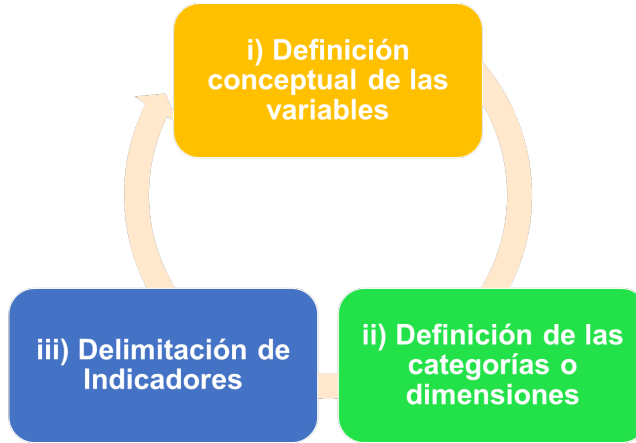 i) Definición
conceptual de las
variables
ii) Definición de las
categorías o
dimensiones
iii) Delimitación de
Indicadores